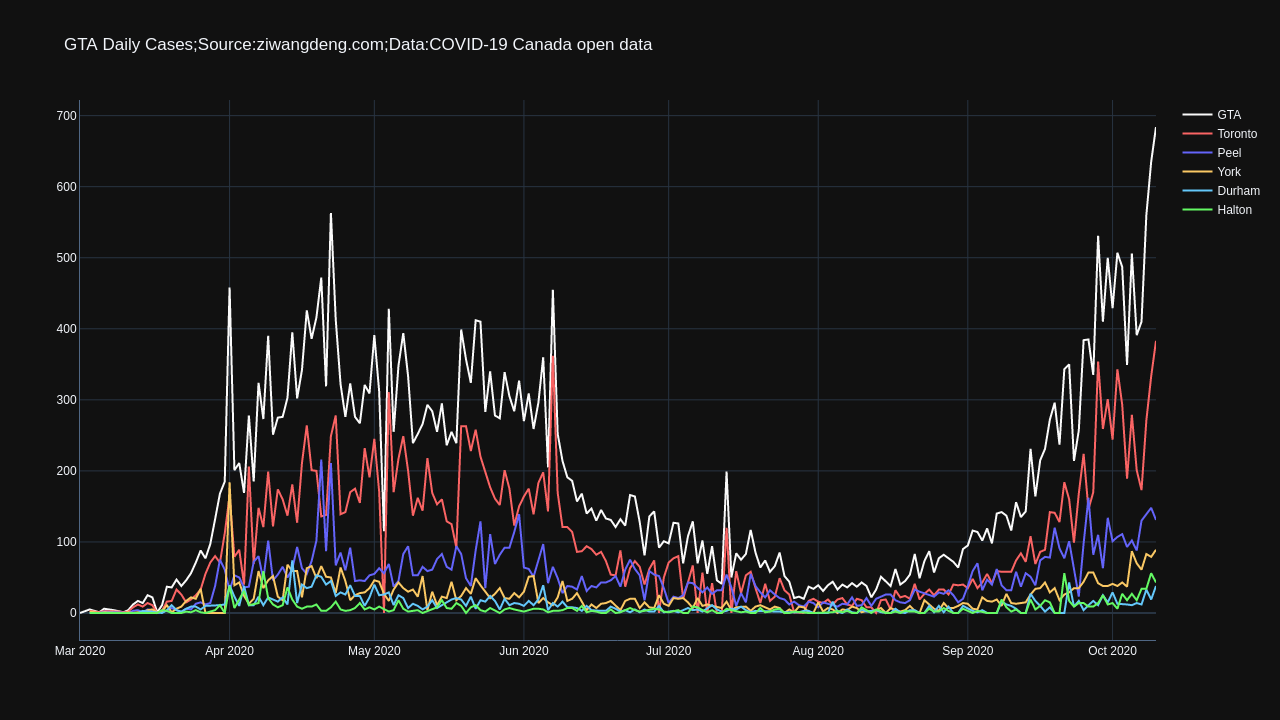 GTA Daily Cases;Source:ziwangdeng.com;Data:COVID-19 Canada open data
700
600
500
400
300
200
100
0
Mar 2020
Apr 2020
May 2020
Jun 2020
Jul 2020
Aug 2020
Sep 2020
Oct 2020
GTA
Toronto
Peel
York
Durham
Halton